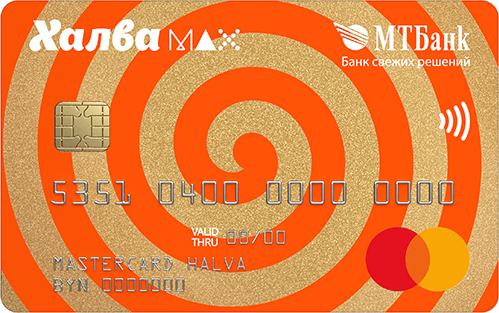 Халва MAX
МТБанк
Банк свежих решений
5351 0400 0000 0000
VALID
THRU 00/00
MASTERCARD HALVA
BYN 0000000